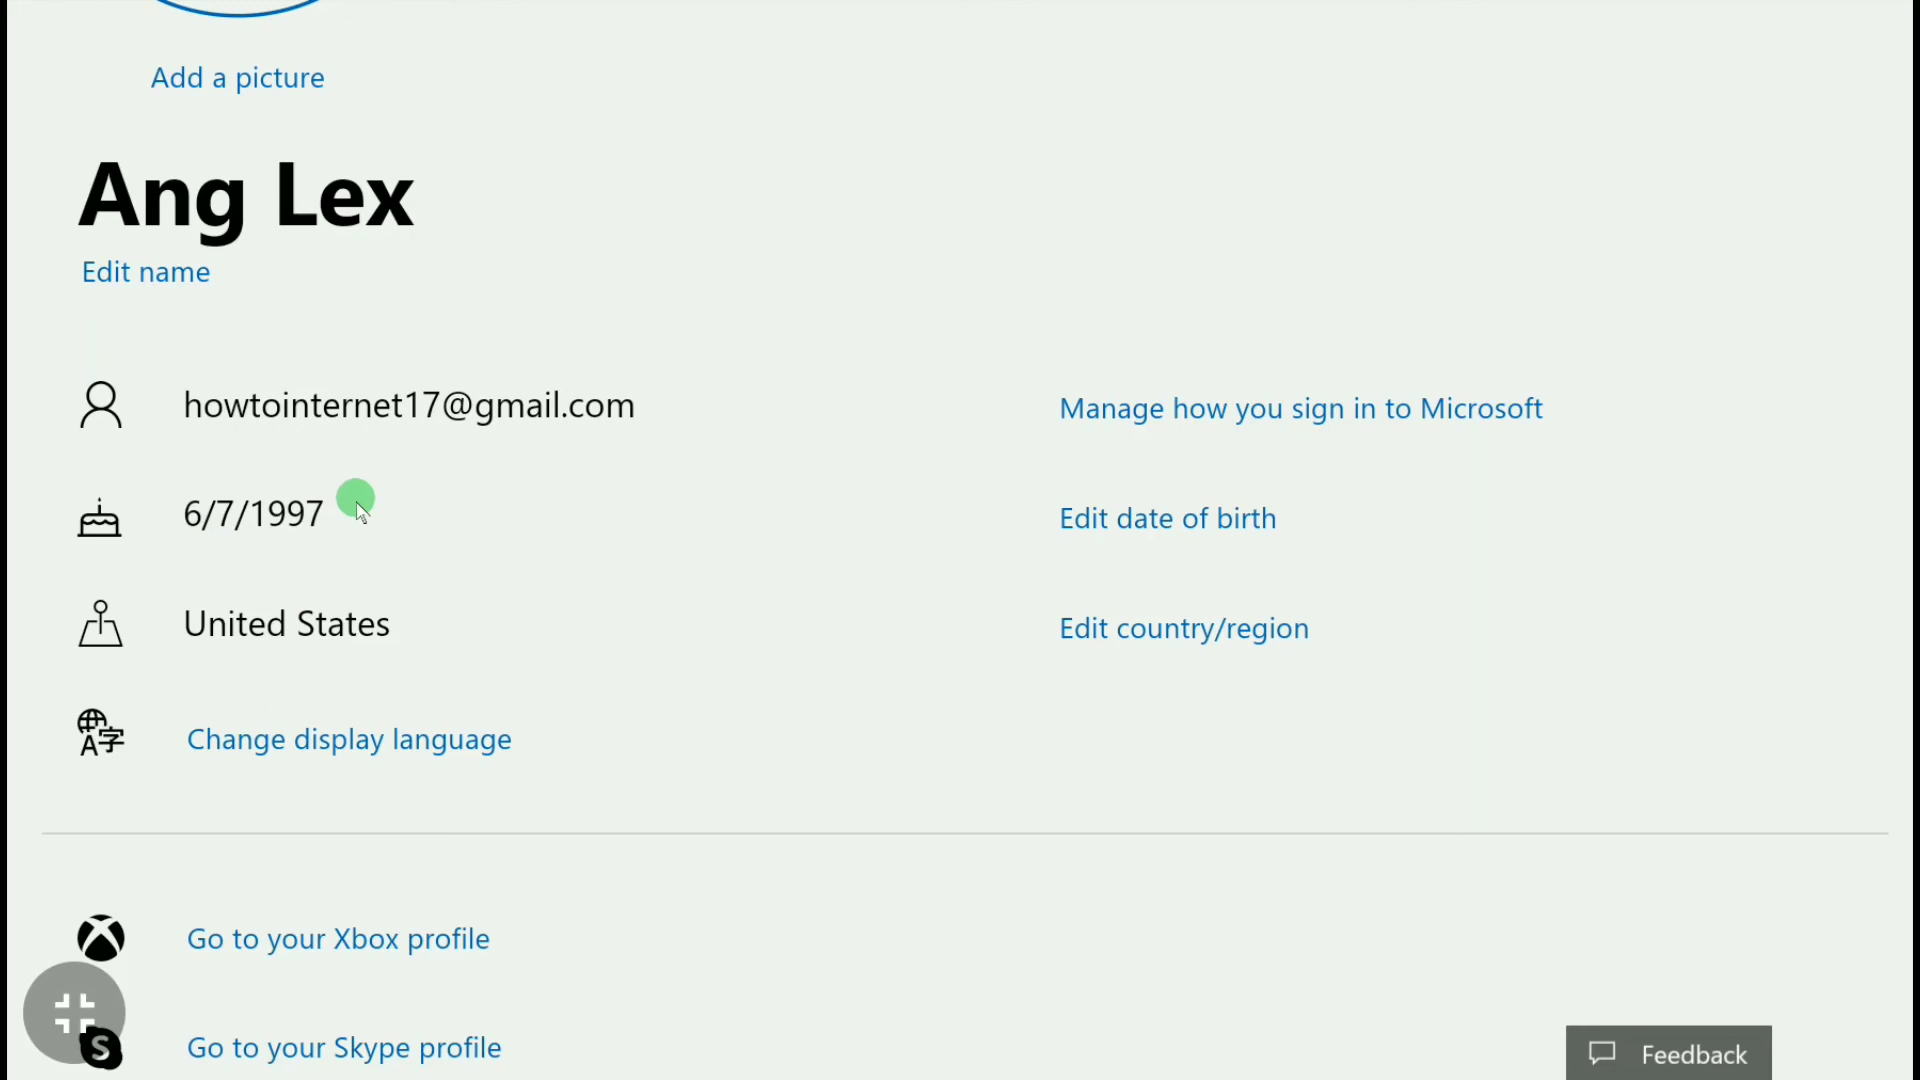 Add a picture
Ang Lex
Edit name
howtointernet17@gmail.com
Manage how you sign in to Microsoft
6/7/1997
Edit date of birth
United States
Edit country/region
A字
Change display language
Go to your Xbox profile
S
Go to your Skype profile
Feedback